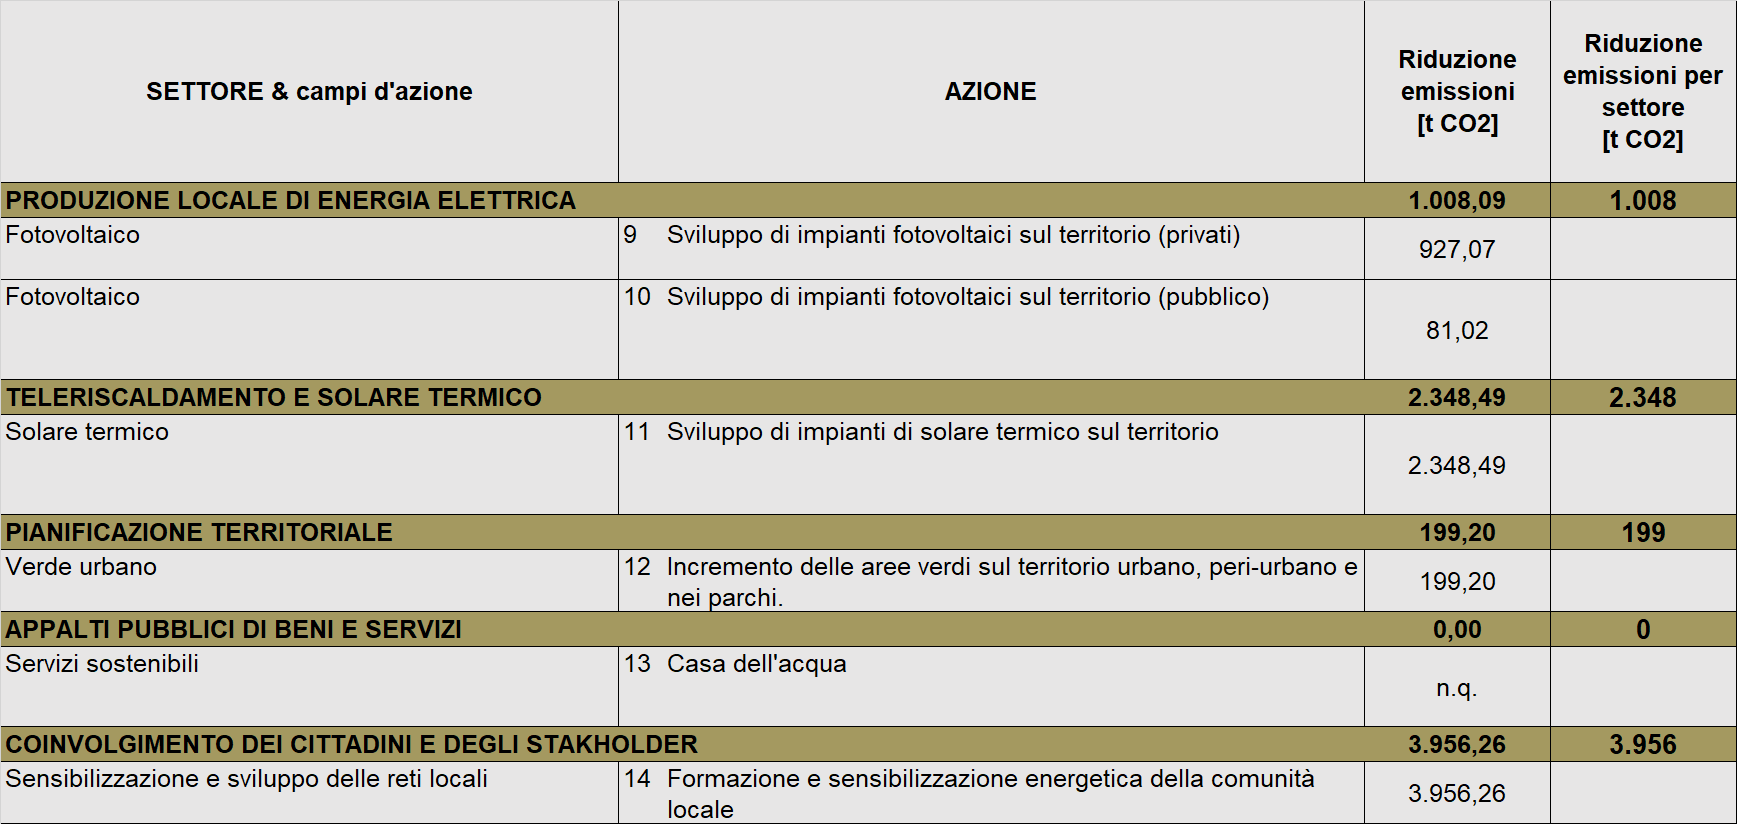 SETTORE & campi d'azione
AZIONE
Riduzione
emissioni
[t CO2]
Riduzione
emissioni per
settore
[t CO2]
PRODUZIONE LOCALE DI ENERGIA ELETTRICA 1.008,09 1.008
Fotovoltaico 9 Sviluppo di impianti fotovoltaici sul territorio (privati) 927,07
Fotovoltaico 10 Sviluppo di impianti fotovoltaici sul territorio (pubblico) 81,02
TELERISCALDAMENTO E SOLARE TERMICO 2.348,49 2.348
Solare termico 11 Sviluppo di impianti di solare termico sul territorio 2.348,49
PIANIFICAZIONE TERRITORIALE 199,20 199
Verde urbano 12 Incremento delle aree verdi sul territorio urbano, peri-urbano e
nei parchi. 199,20
APPALTI PUBBLICI DI BENI E SERVIZI 0,00 0
Servizi sostenibili 13 Casa dell'acqua n.q.
COINVOLGIMENTO DEI CITTADINI E DEGLI STAKHOLDER 3.956,26 3.956
Sensibilizzazione e sviluppo delle reti locali 14 Formazione e sensibilizzazione energetica della comunità
locale 3.956,26